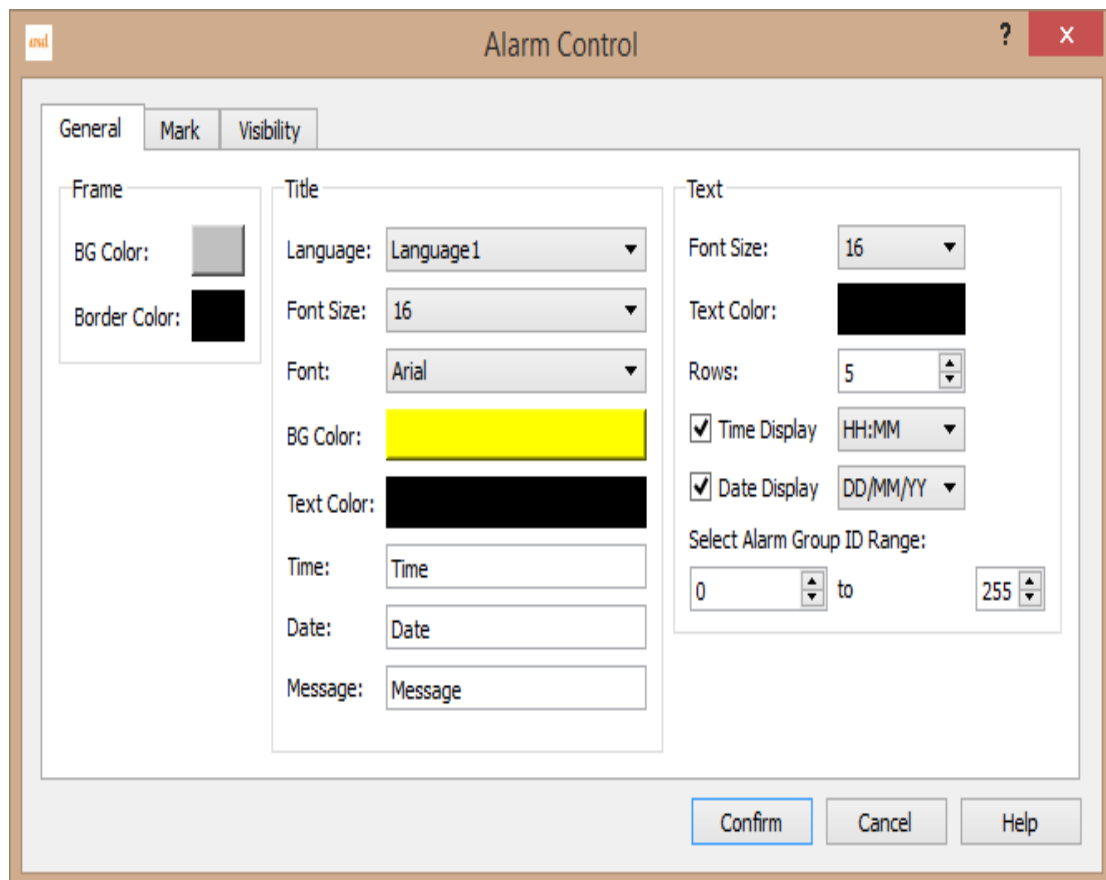 Alarm Control
?
X
General Mark Visibility
Frame
BG Color:
Border Color:
Title
Language: Language1
Font Size: 16
Font: Arial
BG Color:
Text Color:
Time: Time
Date: Date
Message: Message
Text
Font Size: 16
Text Color:
Rows: 5
Time Display HH:MM
Date Display DD/MM/YY
Select Alarm Group ID Range:
0 to 255
Confirm Cancel Help